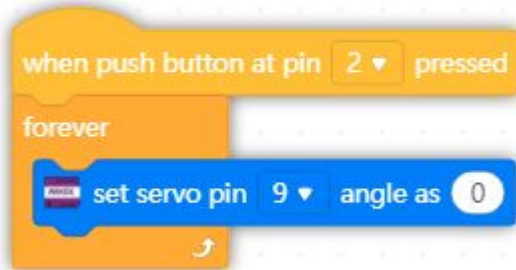 when push button at pin 2 pressed
forever
set servo pin 9 angle as 0